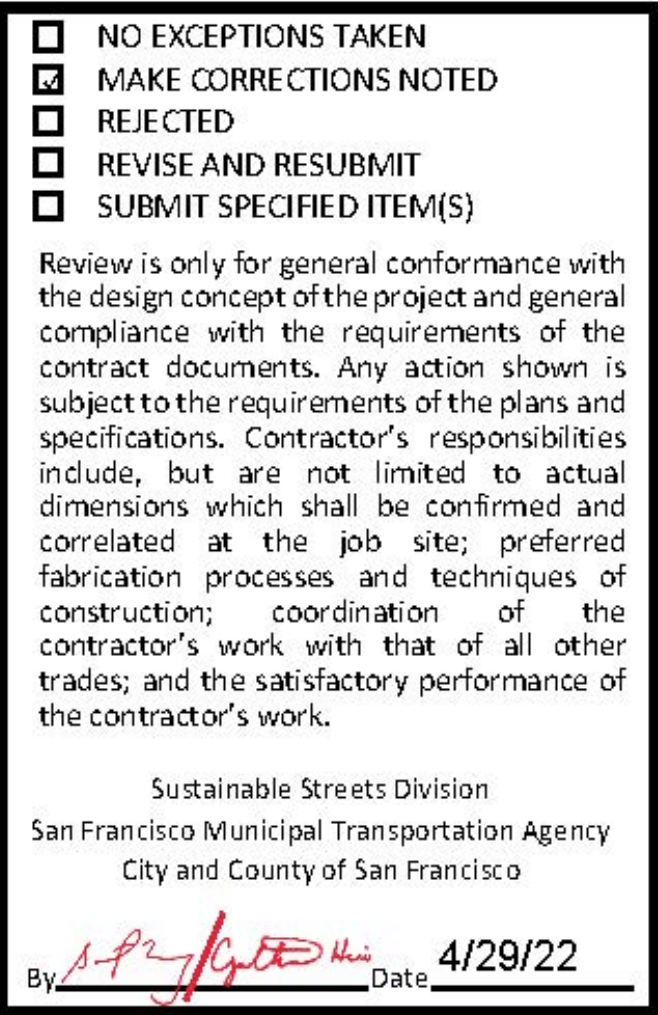 NO EXCEPTIONS TAKEN
MAKE CORRECTIONS NOTED
REJECTED
REVISE AND RESUBMIT
SUBMIT SPECIFIED ITEM(S)
Review is only for general conformance with
the design concept of the project and general
compliance with the requirements of the
contract documents. Any action shown is
subject to the requirements of the plans and
specifications. Contractor's responsibilities
include, but are not limited to actual
dimensions which shall be confirmed and
correlated at the job site; preferred
fabrication processes and techniques of
construction; coordination of the
contractor's work with that of all other
trades; and the satisfactory performance of
the contractor's work.
Sustainable Streets Division
San Francisco Municipal Transportation Agency
City and County of San Francisco
By Date 4/29/22